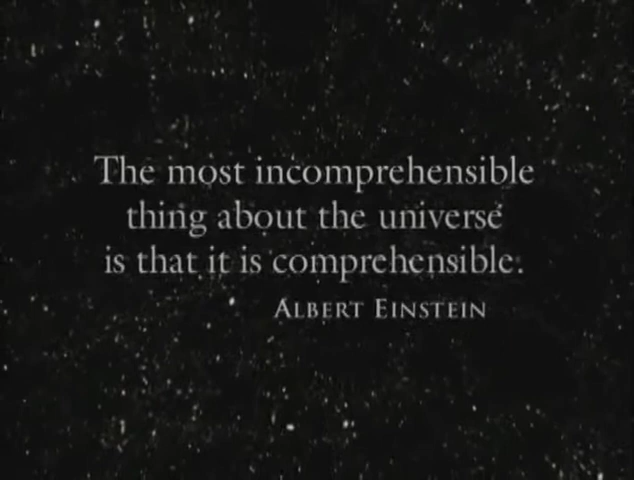 The most incomprehensible
thing about the universe
is that it is comprehensible.
ALBERT EINSTEIN